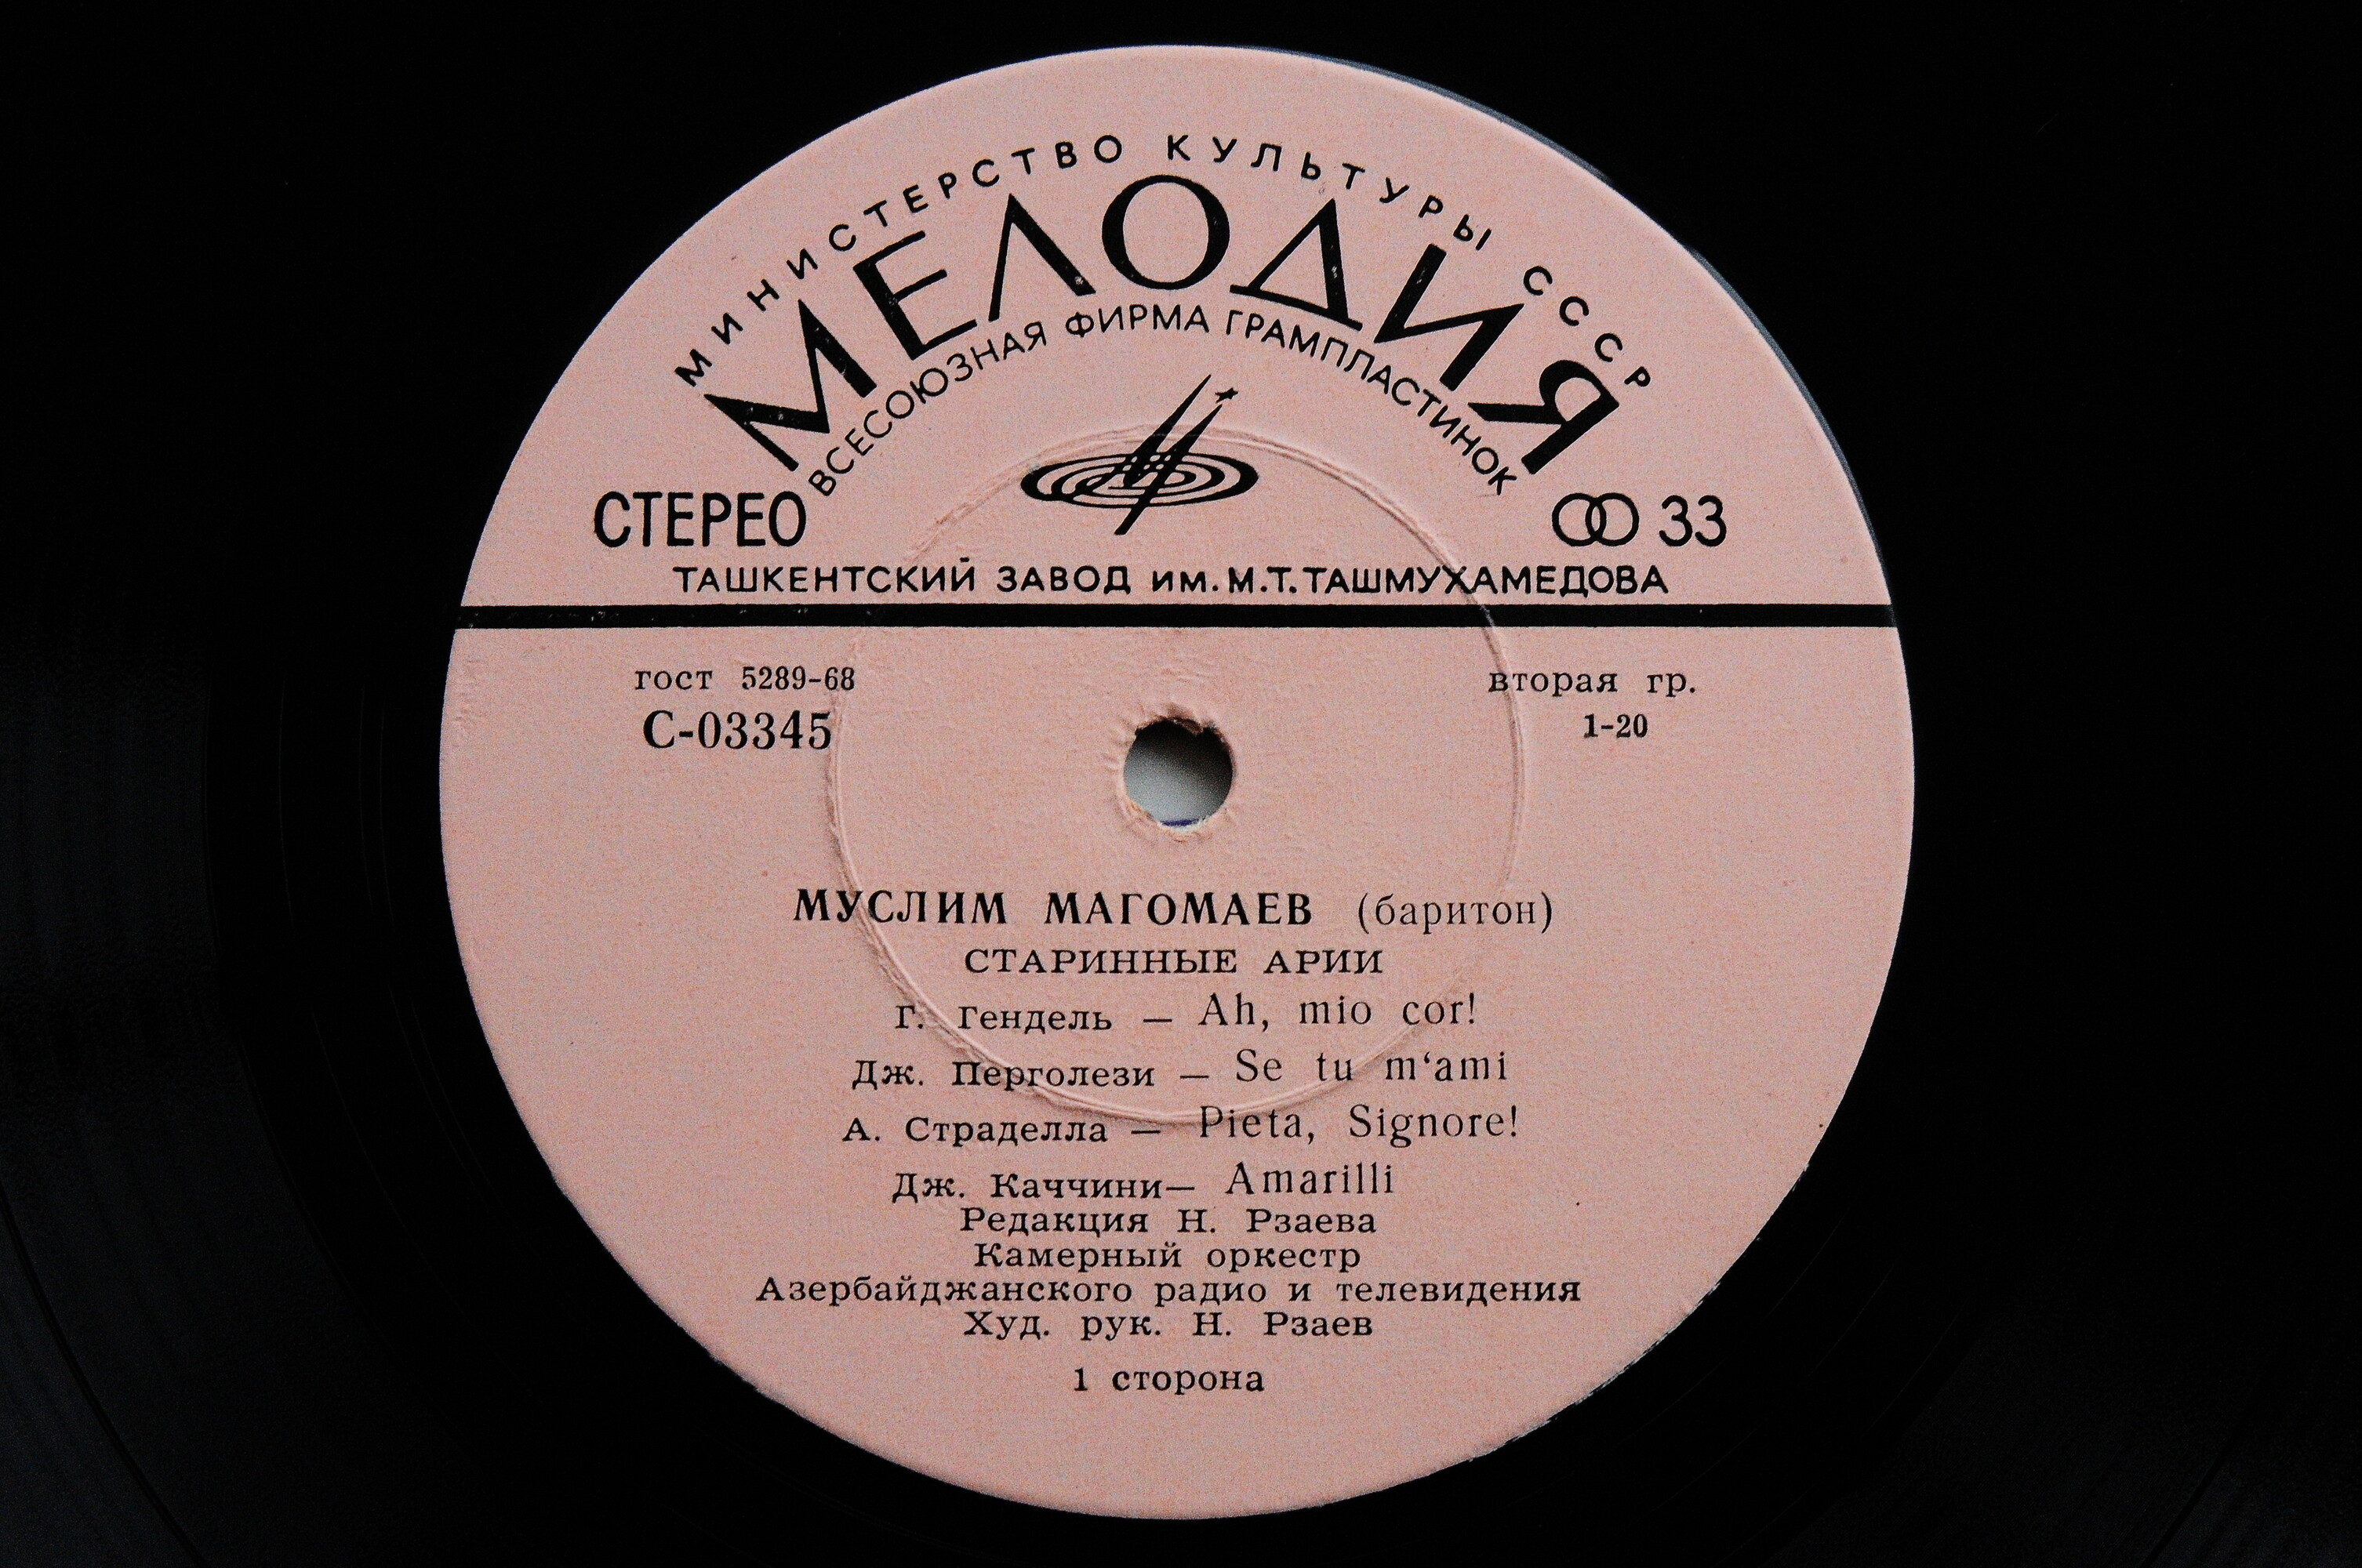 МИНИСТЕРСТВО КУЛЬТУРЫ СССР
МЕЛОДИЯ
ВСЕСОЮЗНАЯ ФИРМА ГРАМПЛАСТИНОК
СТЕРЕО 33
ТАШКЕНТСКИЙ ЗАВОД им. М.Т. ТАШМУХАМЕДОВА
гост 5289-68 вторая гр.
С-03345 1-20
МУСЛИМ МАГОМАЕВ (баритон)
СТАРИННЫЕ АРИИ
Г. Гендель — Ah, mio cor!
Дж. Перголези — Se tu m‘ami
А. Страделла — Pieta, Signore!
Дж. Каччини— Amarilli
Редакция Н. Рзаева
Камерный оркестр
Азербайджанского радио и телевидения
Худ. рук. Н. Рзаев
1 сторона